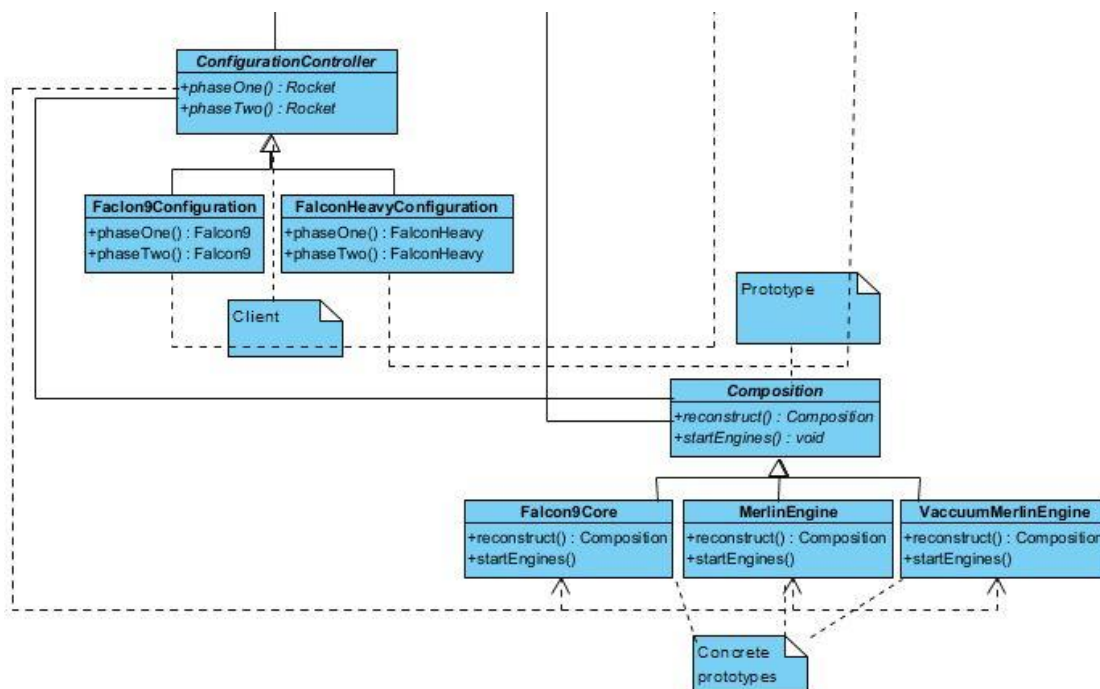 ConfigurationController
+phaseOne() : Rocket
+phaseTwo() : Rocket
Faclon9Configuration
+phaseOne() : Falcon9
+phaseTwo() : Falcon9
FalconHeavyConfiguration
+phaseOne() : FalconHeavy
+phaseTwo() : FalconHeavy
Client
Prototype
Composition
+reconstruct() : Composition
+startEngines() : void
Falcon9Core
+reconstruct() : Composition
+startEngines()
MerlinEngine
+reconstruct() : Composition
+startEngines()
VaccuumMerlinEngine
+reconstruct() : Composition
+startEngines()
Concrete
prototypes